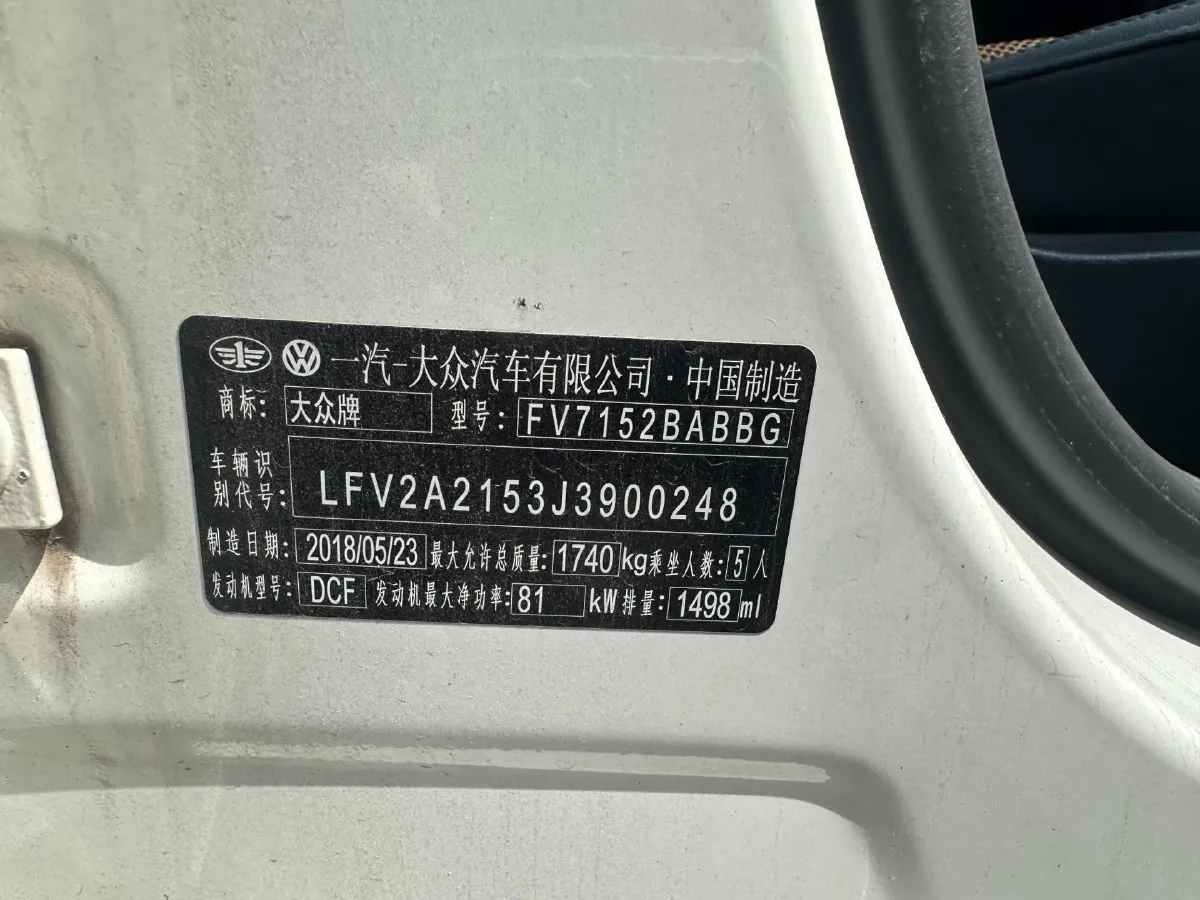 一汽-大众汽车有限公司·中国制造
商标: 大众牌 型号: FV7152BABBG
车辆识
别代号: LFV2A2153J3900248
制造日期: 2018/05/23 最大允许总质量: 1740 kg 乘坐人数: 5 人
发动机型号: DCF 发动机最大净功率: 81 kW 排量: 1498 ml